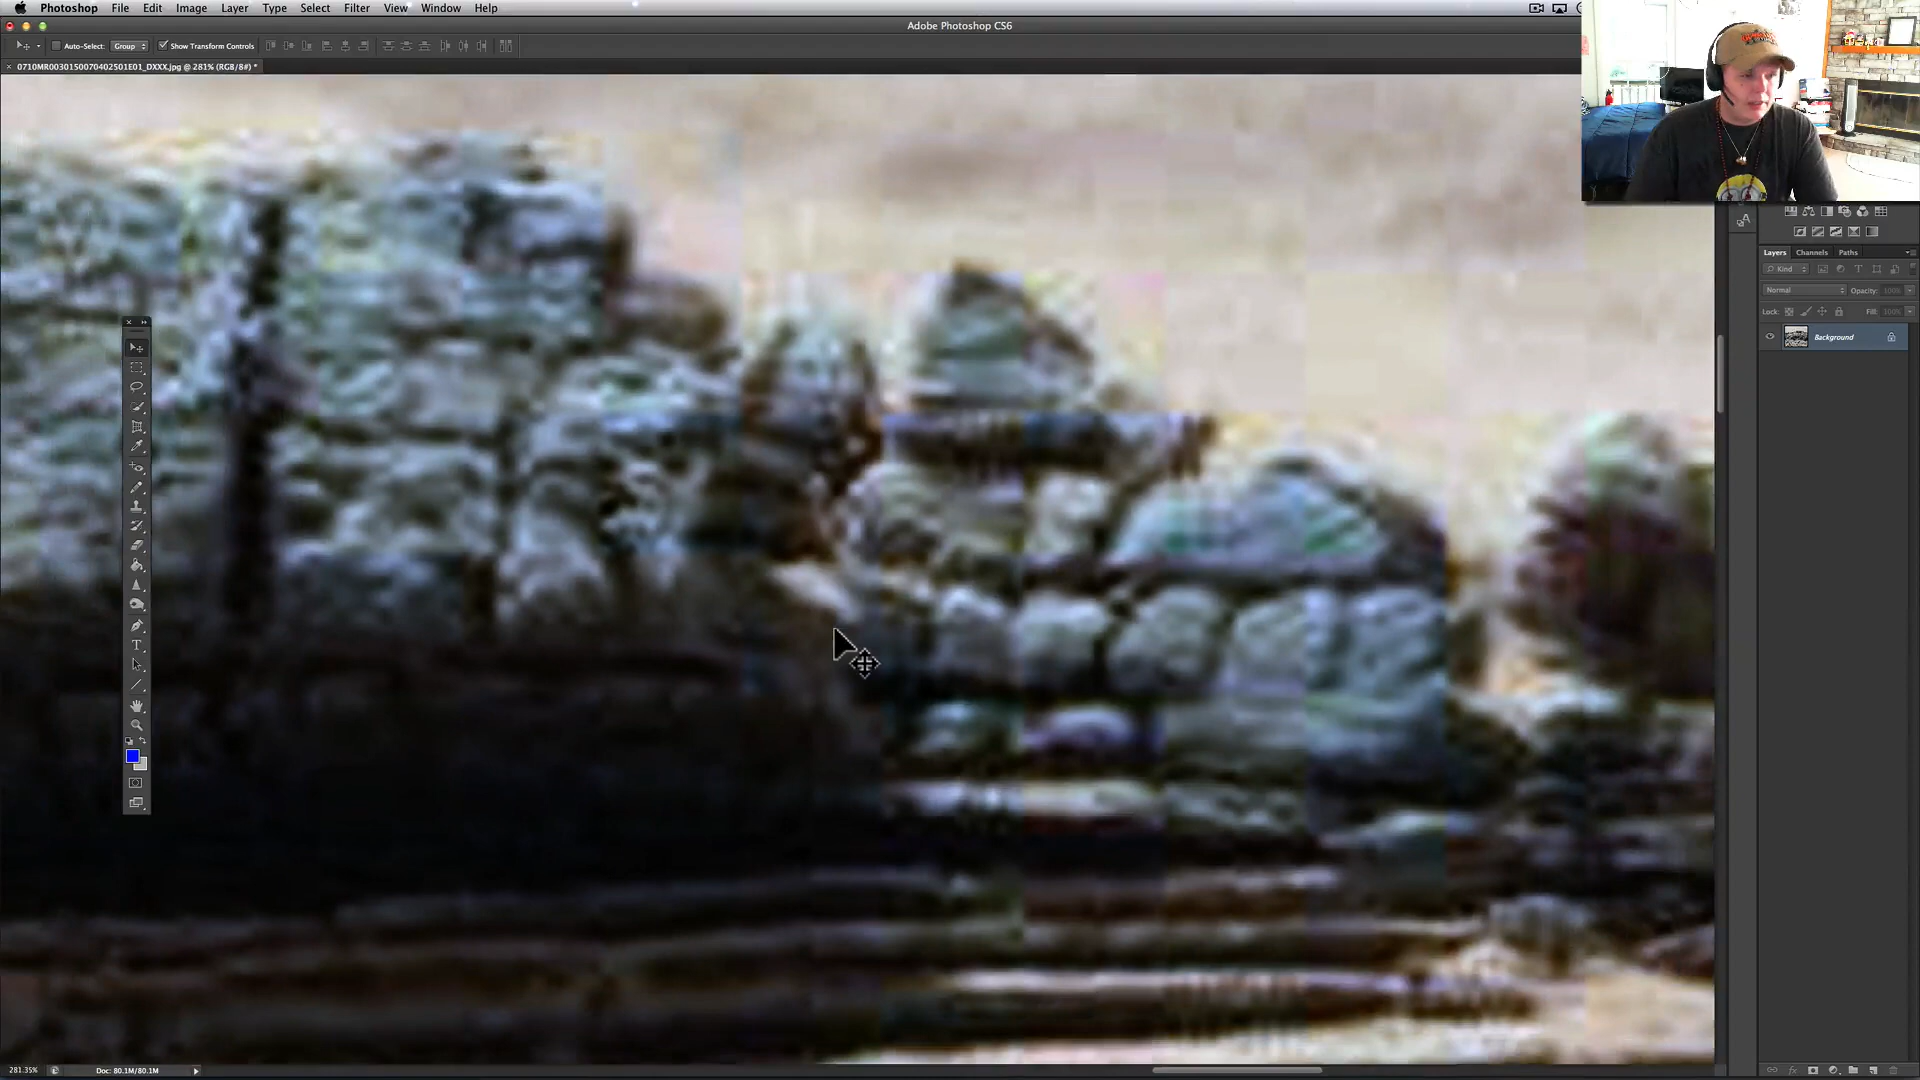 Photoshop File Edit Image Layer Type Select Filter View Window Help
Adobe Photoshop CS6
Auto-Select: Group Show Transform Controls
0710MR0030150070402501E01_DXXX.jpg @ 281% (RGB/8#) *
Layers Channels Paths
Kind
Normal Opacity: 100%
Lock: Fill: 100%
Background
281.35% Doc: 80.1M/80.1M